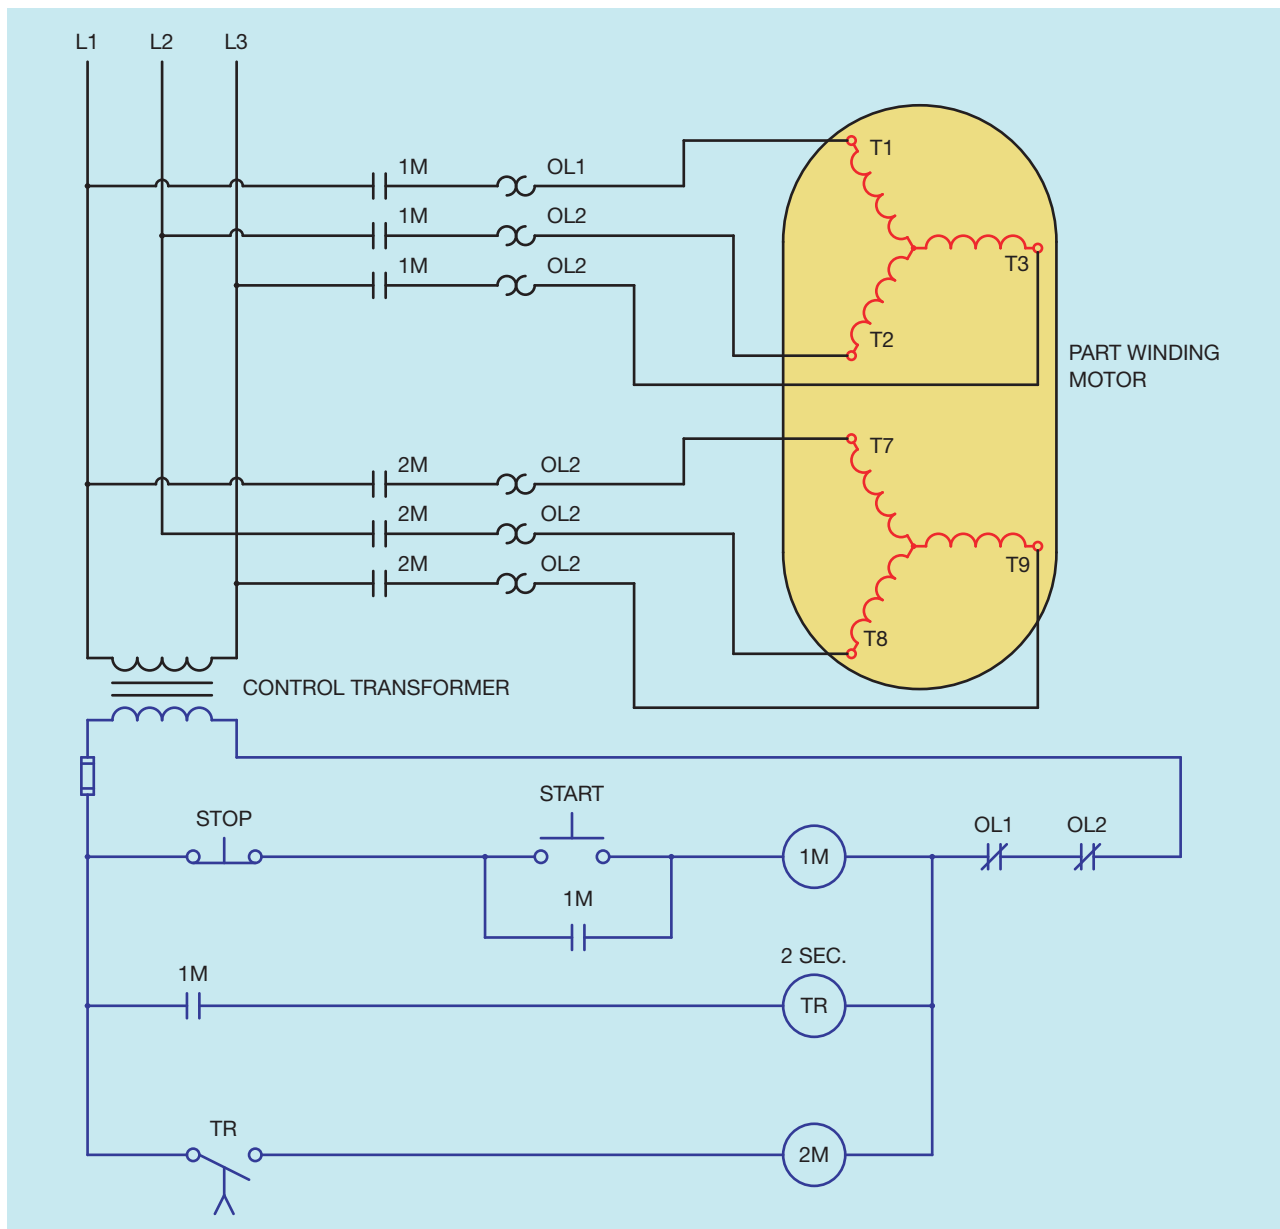 L1 L2 L3
1M OL1
1M OL2
1M OL2
T1
T3
T2
PART WINDING
MOTOR
2M OL2
2M OL2
2M OL2
T7
T9
T8
CONTROL TRANSFORMER
STOP
START
1M
OL1
OL2
1M
2 SEC.
1M
TR
TR
2M